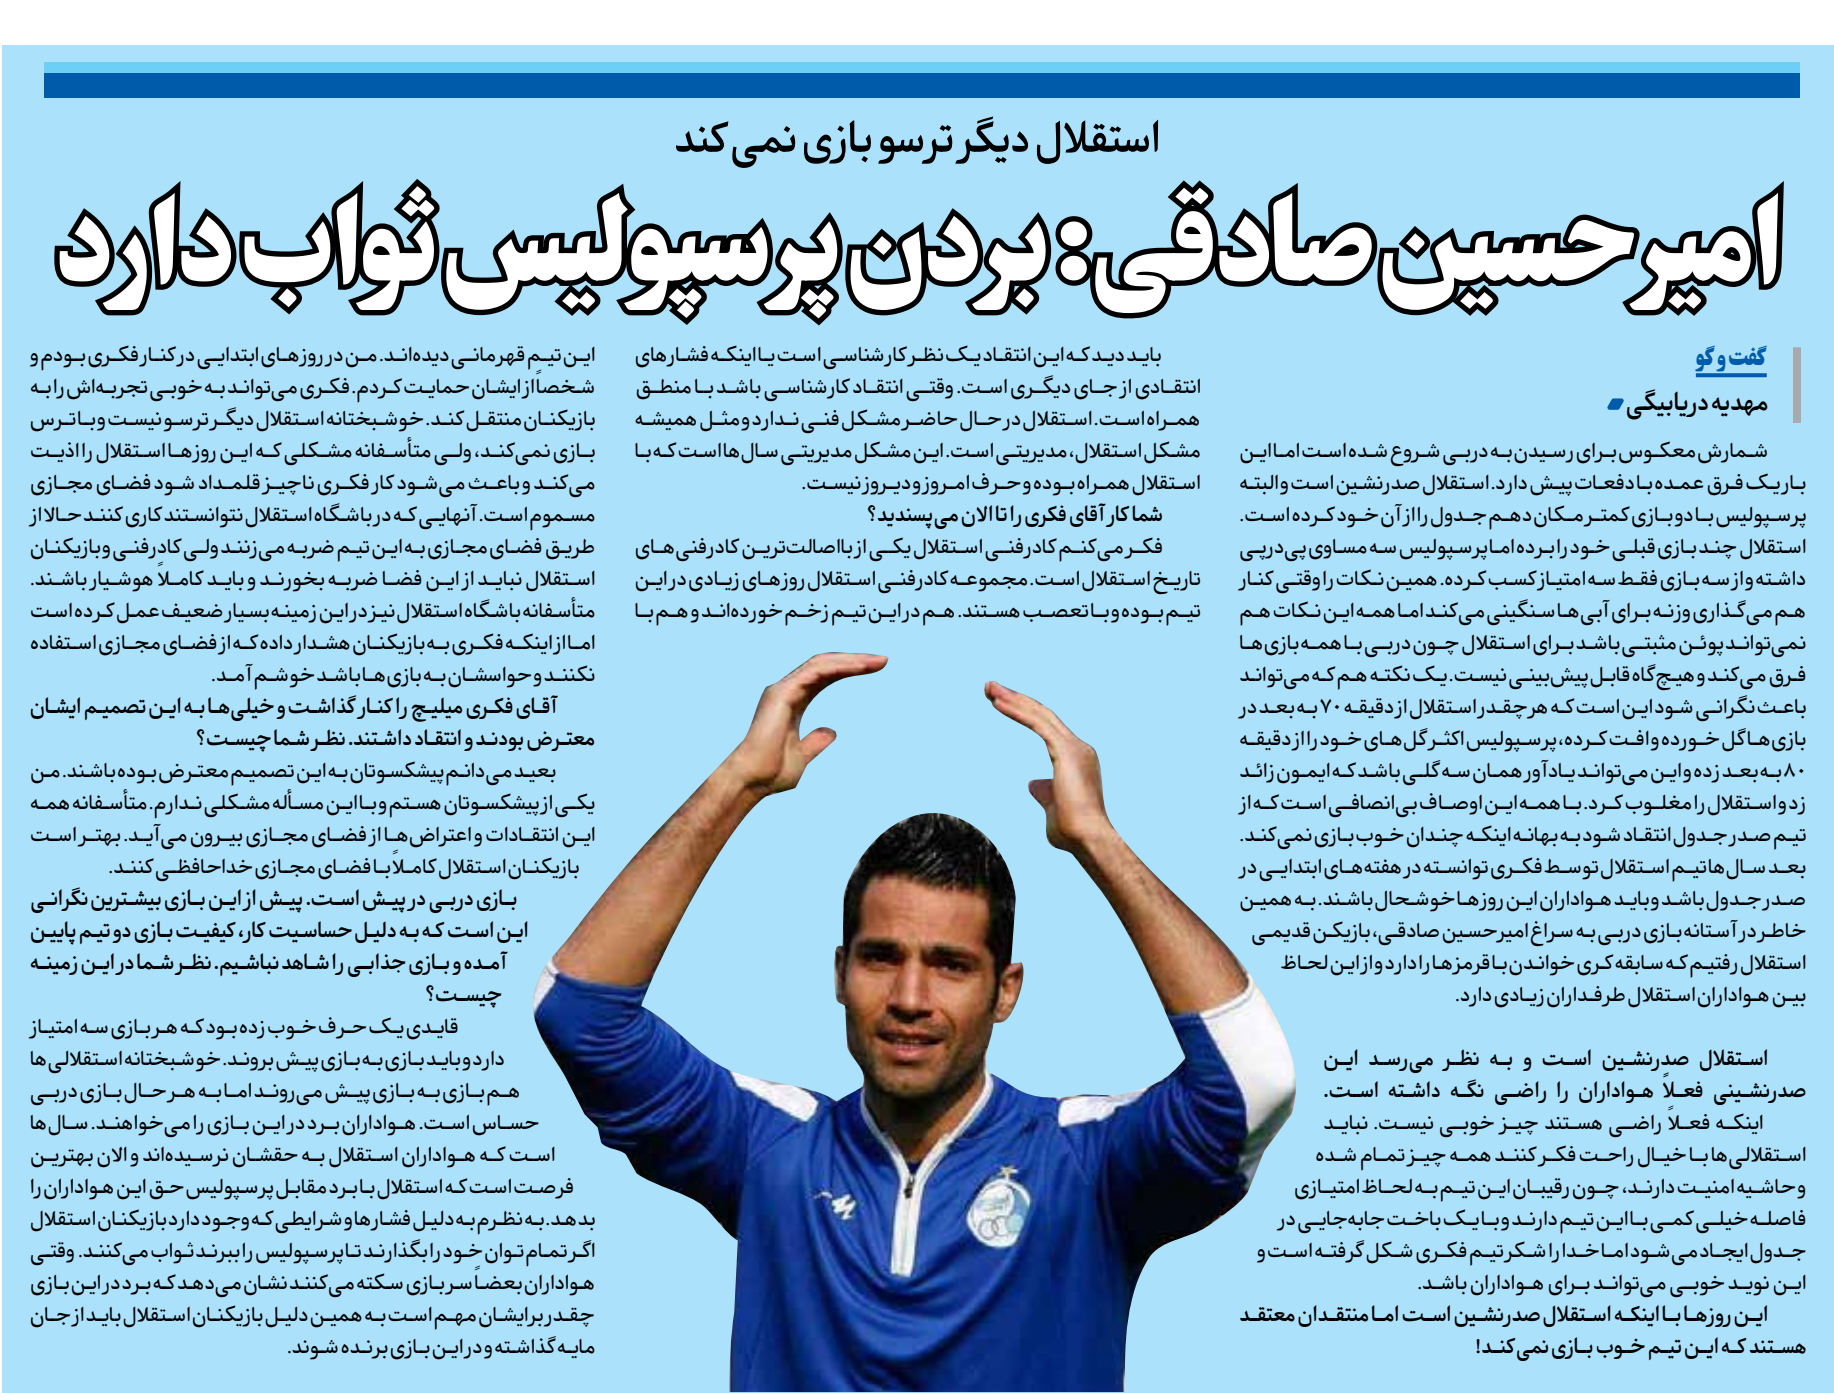 استقلال دیگر ترسو بازی نمی‌کند
امیرحسین صادقی: بردن پرسپولیس ثواب دارد
گفت‌وگو
مهدیه دریابیگی
شمارش معکوس برای رسیدن به دربی شروع شده است اما این
بار یک فرق عمده با دفعات پیش دارد. استقلال صدرنشین است و البته
پرسپولیس با دو بازی کمتر مکان دهم جدول را از آن خود کرده است.
استقلال چند بازی قبلی خود را برده اما پرسپولیس سه مساوی پی‌درپی
داشته و از سه بازی فقط سه امتیاز کسب کرده. همین نکات را وقتی کنار
هم می‌گذاری وزنه برای آبی‌ها سنگینی می‌کند اما همه این نکات هم
نمی‌تواند پوئن مثبتی باشد برای استقلال چون دربی با همه بازی‌ها
فرق می‌کند و هیچ‌گاه قابل پیش‌بینی نیست. یک نکته هم که می‌تواند
باعث نگرانی شود این است که هر چقدر استقلال از دقیقه ۷۰ به بعد در
بازی‌ها گل خورده و افت کرده، پرسپولیس اکثر گل‌های خود را از دقیقه
۸۰ به بعد زده و این می‌تواند یادآور همان سه گلی باشد که ایمون زائد
زد و استقلال را مغلوب کرد. با همه این اوصاف بی‌انصافی است که از
تیم صدر جدول انتقاد شود به بهانه اینکه چندان خوب بازی نمی‌کند.
بعد سال‌ها تیم استقلال توسط فکری توانسته در هفته‌های ابتدایی در
صدر جدول باشد و باید هواداران این روزها خوشحال باشند. به همین
خاطر در آستانه بازی دربی به سراغ امیرحسین صادقی، بازیکن قدیمی
استقلال رفتیم که سابقه کری خواندن با قرمزها را دارد و از این لحاظ
بین هواداران استقلال طرفداران زیادی دارد.
استقلال صدرنشین است و به نظر می‌رسد این
صدرنشینی فعلاً هواداران را راضی نگه داشته است.
اینکه فعلاً راضی هستند چیز خوبی نیست. نباید
استقلالی‌ها با خیال راحت فکر کنند همه چیز تمام شده
و حاشیه امنیت دارند، چون رقیبان این تیم به لحاظ امتیازی
فاصله خیلی کمی با این تیم دارند و با یک باخت جابه‌جایی در
جدول ایجاد می‌شود اما خدا را شکر تیم فکری شکل گرفته است و
این نوید خوبی می‌تواند برای هواداران باشد.
این روزها با اینکه استقلال صدرنشین است اما منتقدان معتقد
هستند که این تیم خوب بازی نمی‌کند!
باید دید که این انتقاد یک نظر کارشناسی است یا اینکه فشارهای
انتقادی از جای دیگری است. وقتی انتقاد کارشناسی باشد با منطق
همراه است. استقلال در حال حاضر مشکل فنی ندارد و مثل همیشه
مشکل استقلال، مدیریتی است. این مشکل مدیریتی سال‌ها است که با
استقلال همراه بوده و حرف امروز و دیروز نیست.
شما کار آقای فکری را تا الان می‌پسندید؟
فکر می‌کنم کادرفنی استقلال یکی از بااصالت‌ترین کادرفنی‌های
تاریخ استقلال است. مجموعه کادرفنی استقلال روزهای زیادی در این
تیم بوده و با تعصب هستند. هم در این تیم زخم خورده‌اند و هم با
این تیم قهرمانی دیده‌اند. من در روزهای ابتدایی در کنار فکری بودم و
شخصاً از ایشان حمایت کردم. فکری می‌تواند به خوبی تجربه‌اش را به
بازیکنان منتقل کند. خوشبختانه استقلال دیگر ترسو نیست و با ترس
بازی نمی‌کند، ولی متأسفانه مشکلی که این روزها استقلال را اذیت
می‌کند و باعث می‌شود کار فکری ناچیز قلمداد شود فضای مجازی
مسموم است. آنهایی که در باشگاه استقلال نتوانستند کاری کنند حالا از
طریق فضای مجازی به این تیم ضربه می‌زنند ولی کادرفنی و بازیکنان
استقلال نباید از این فضا ضربه بخورند و باید کاملاً هوشیار باشند.
متأسفانه باشگاه استقلال نیز در این زمینه بسیار ضعیف عمل کرده است
اما از اینکه فکری به بازیکنان هشدار داده که از فضای مجازی استفاده
نکنند و حواسشان به بازی‌ها باشد خوشم آمد.
آقای فکری میلیچ را کنار گذاشت و خیلی‌ها به این تصمیم ایشان
معترض بودند و انتقاد داشتند. نظر شما چیست؟
بعید می‌دانم پیشکسوتان به این تصمیم معترض بوده باشند. من
یکی از پیشکسوتان هستم و با این مسأله مشکلی ندارم. متأسفانه همه
این انتقادات و اعتراض‌ها از فضای مجازی بیرون می‌آید. بهتر است
بازیکنان استقلال کاملاً با فضای مجازی خداحافظی کنند.
بازی دربی در پیش است. پیش از این بازی بیشترین نگرانی
این است که به دلیل حساسیت کار، کیفیت بازی دو تیم پایین
آمده و بازی جذابی را شاهد نباشیم. نظر شما در این زمینه
چیست؟
قایدی یک حرف خوب زده بود که هر بازی سه امتیاز
دارد و باید بازی به بازی پیش بروند. خوشبختانه استقلالی‌ها
هم بازی به بازی پیش می‌روند اما به هر حال بازی دربی
حساس است. هواداران برد در این بازی را می‌خواهند. سال‌ها
است که هواداران استقلال به حقشان نرسیده‌اند و الان بهترین
فرصت است که استقلال با برد مقابل پرسپولیس حق این هواداران را
بدهد. به نظرم به دلیل فشارها و شرایطی که وجود دارد بازیکنان استقلال
اگر تمام توان خود را بگذارند تا پرسپولیس را ببرند ثواب می‌کنند. وقتی
هواداران بعضاً سر بازی سکته می‌کنند نشان می‌دهد که برد در این بازی
چقدر برایشان مهم است به همین دلیل بازیکنان استقلال باید از جان
مایه گذاشته و در این بازی برنده شوند.